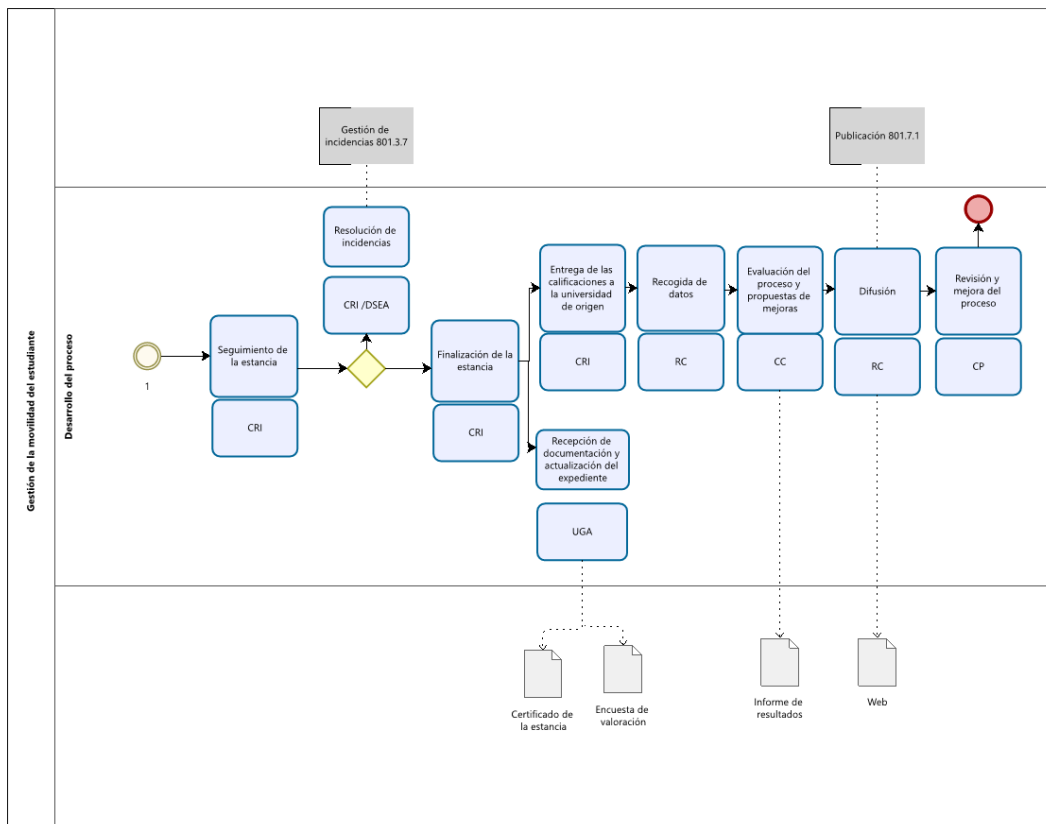 Gestión de la movilidad del estudiante
Desarrollo del proceso
Gestión de
incidencias 801.3.7
Publicación 801.7.1
1
Seguimiento de
la estancia
CRI
Resolución de
incidencias
CRI /DSEA
Finalización de la
estancia
CRI
Entrega de las
calificaciones a
la universidad
de origen
CRI
Recepción de
documentación y
actualización del
expediente
UGA
Recogida de
datos
RC
Evaluación del
proceso y
propuestas de
mejoras
CC
Difusión
RC
Revisión y
mejora del
proceso
CP
Certificado de
la estancia
Encuesta de
valoración
Informe de
resultados
Web